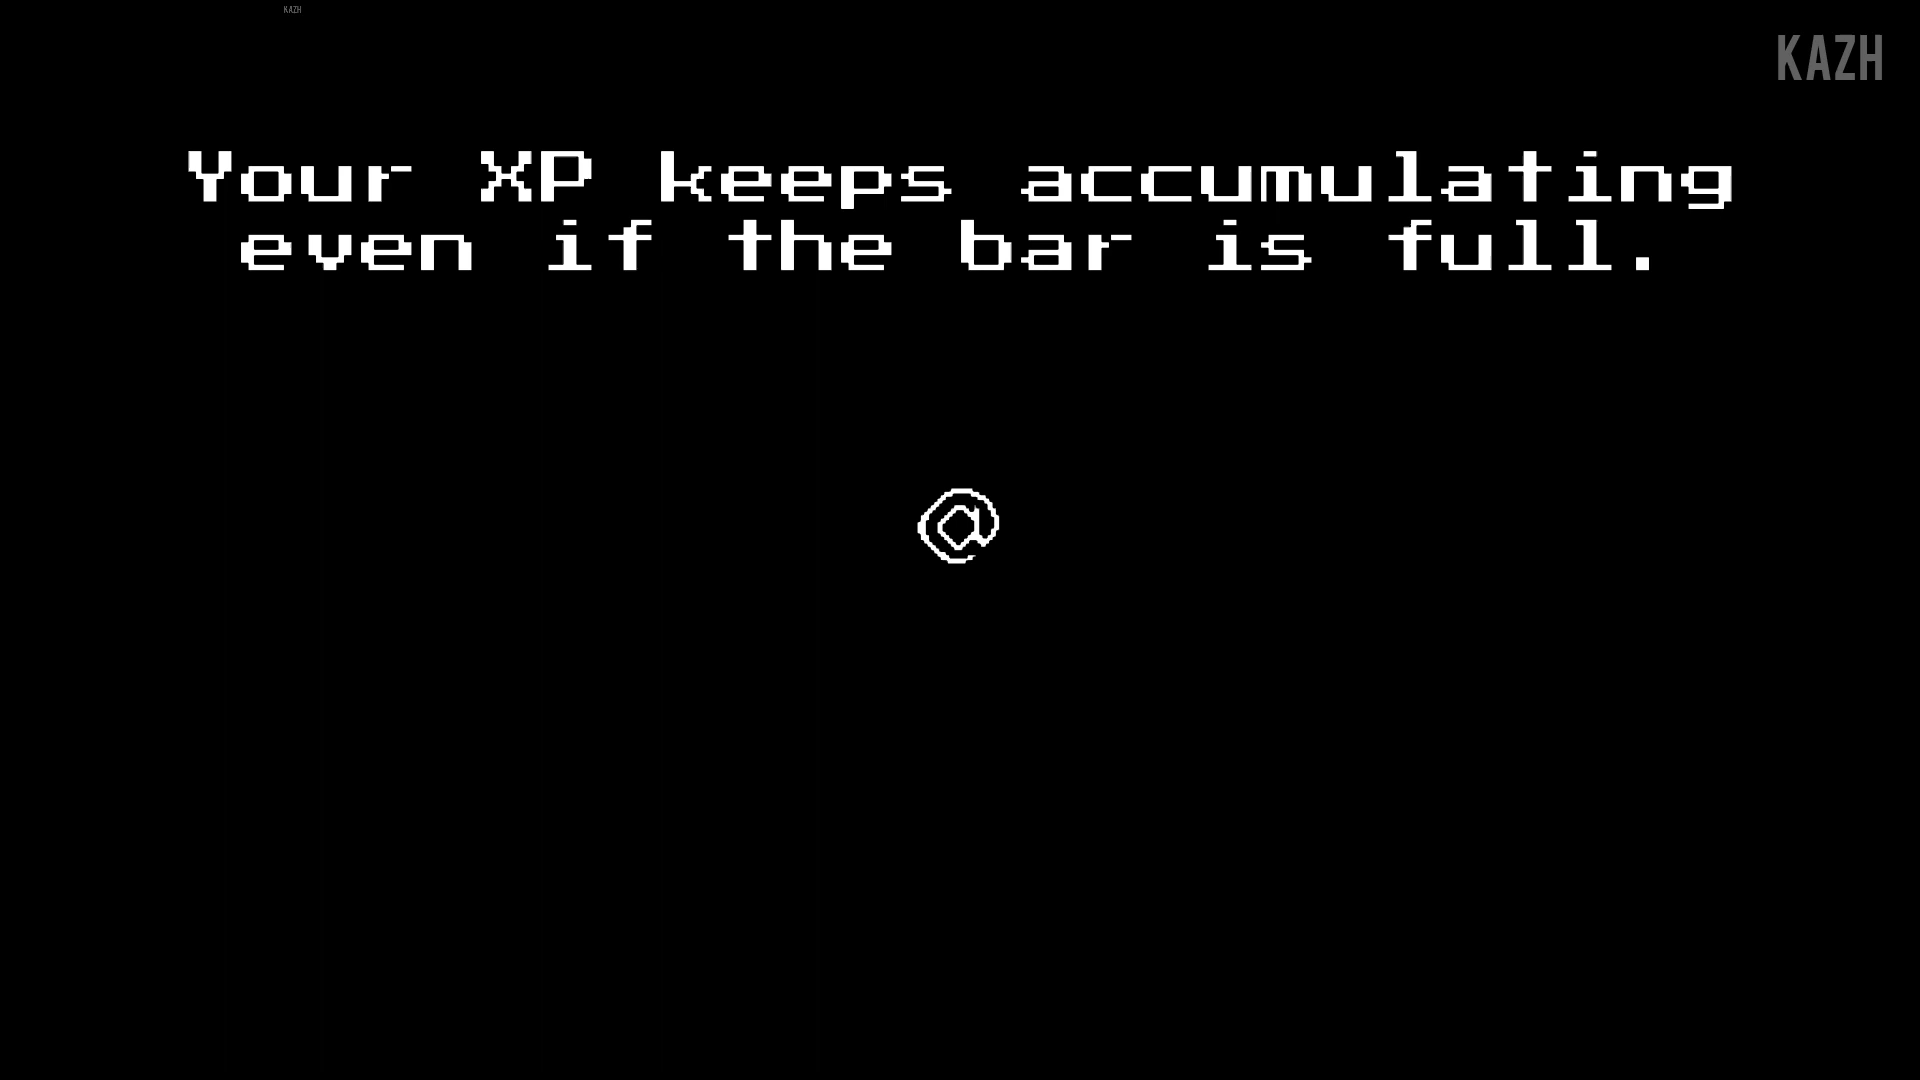 KAZH
KAZH
Your XP keeps accumulating
even if the bar is full.
@